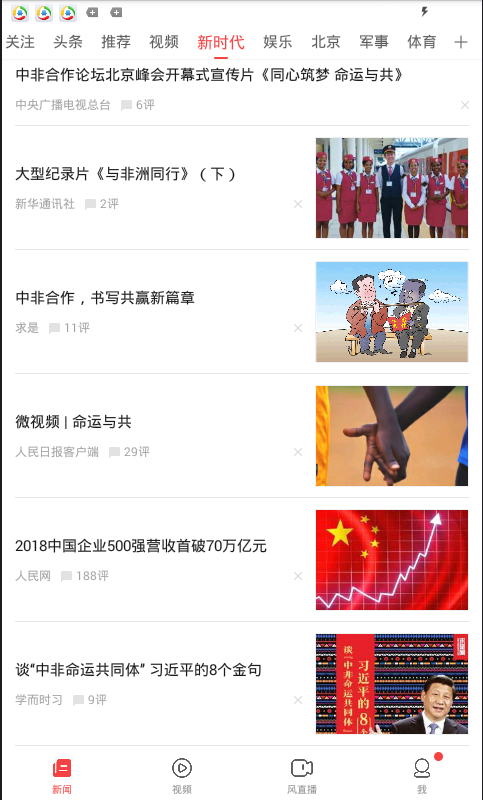 关注 头条 推荐 视频 新时代 娱乐 北京 军事 体育
中非合作论坛北京峰会开幕式宣传片《同心筑梦 命运与共》
中央广播电视总台 6评
大型纪录片《与非洲同行》(下)
新华通讯社 2评
中非合作，书写共赢新篇章
求是 11评
微视频 | 命运与共
人民日报客户端 29评
2018中国企业500强营收首破70万亿元
人民网 188评
谈“中非命运共同体” 习近平的8个金句
学而时习 9评
习近平的8
谈“中非命运共同体
新闻 视频 风直播 我